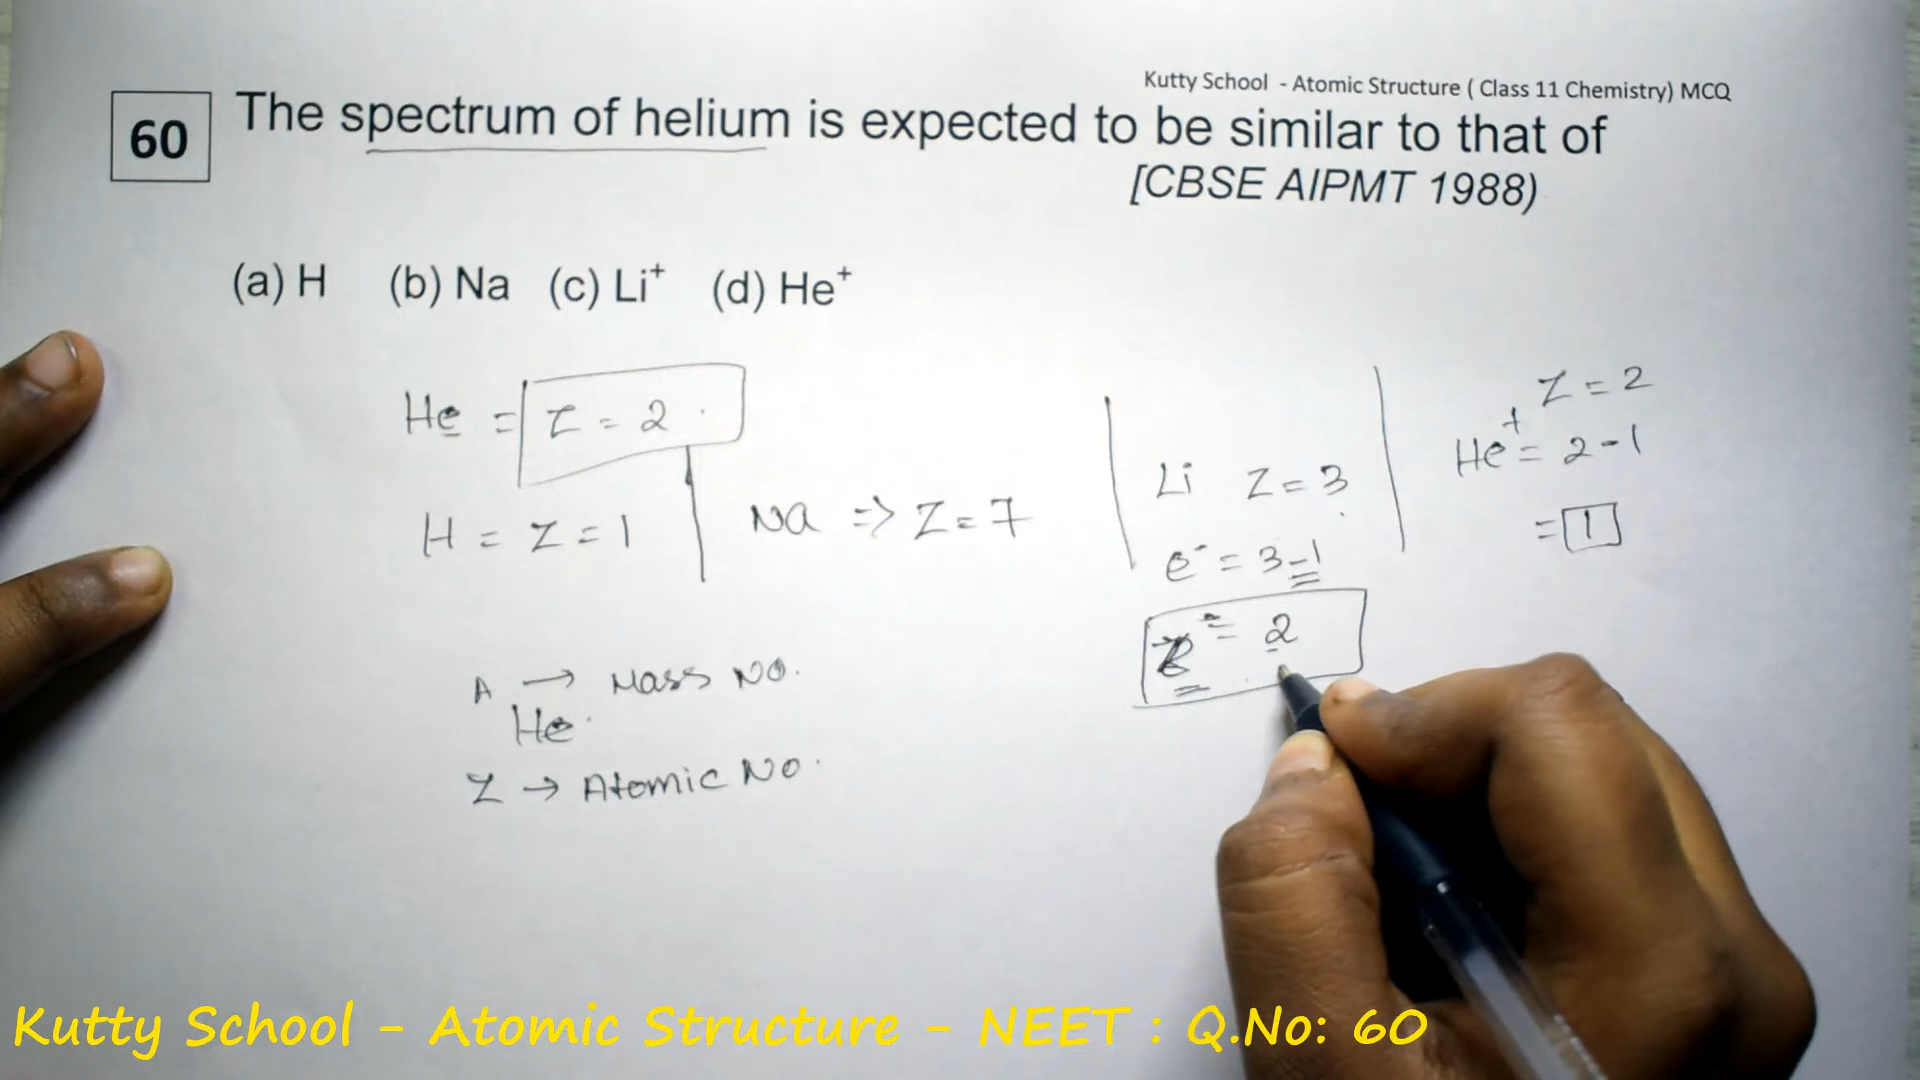 Kutty School - Atomic Structure ( Class 11 Chemistry) MCQ
60 The spectrum of helium is expected to be similar to that of
[CBSE AIPMT 1988)
(a) H (b) Na (c) Li⁺ (d) He⁺
He = Z = 2
H = Z = 1
Na => Z = 7
Li Z = 3
e⁻ = 3-1
= 2
Z = 2
He⁺ = 2-1
= 1
A → Mass No.
He
Z → Atomic No.
Kutty School - Atomic Structure - NEET : Q.No: 60